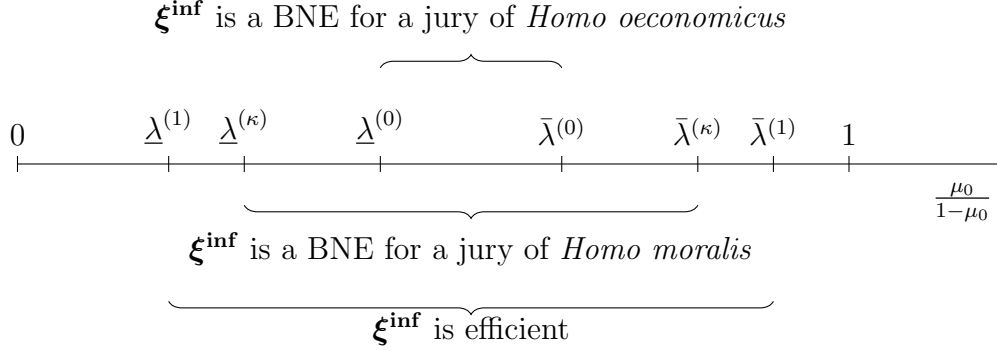 ξ^inf is a BNE for a jury of Homo oeconomicus
0 λ̲^(1) λ̲^(κ) λ̲^(0) λ̄^(0) λ̄^(κ) λ̄^(1) 1
μ₀/(1−μ₀)
ξ^inf is a BNE for a jury of Homo moralis
ξ^inf is efficient